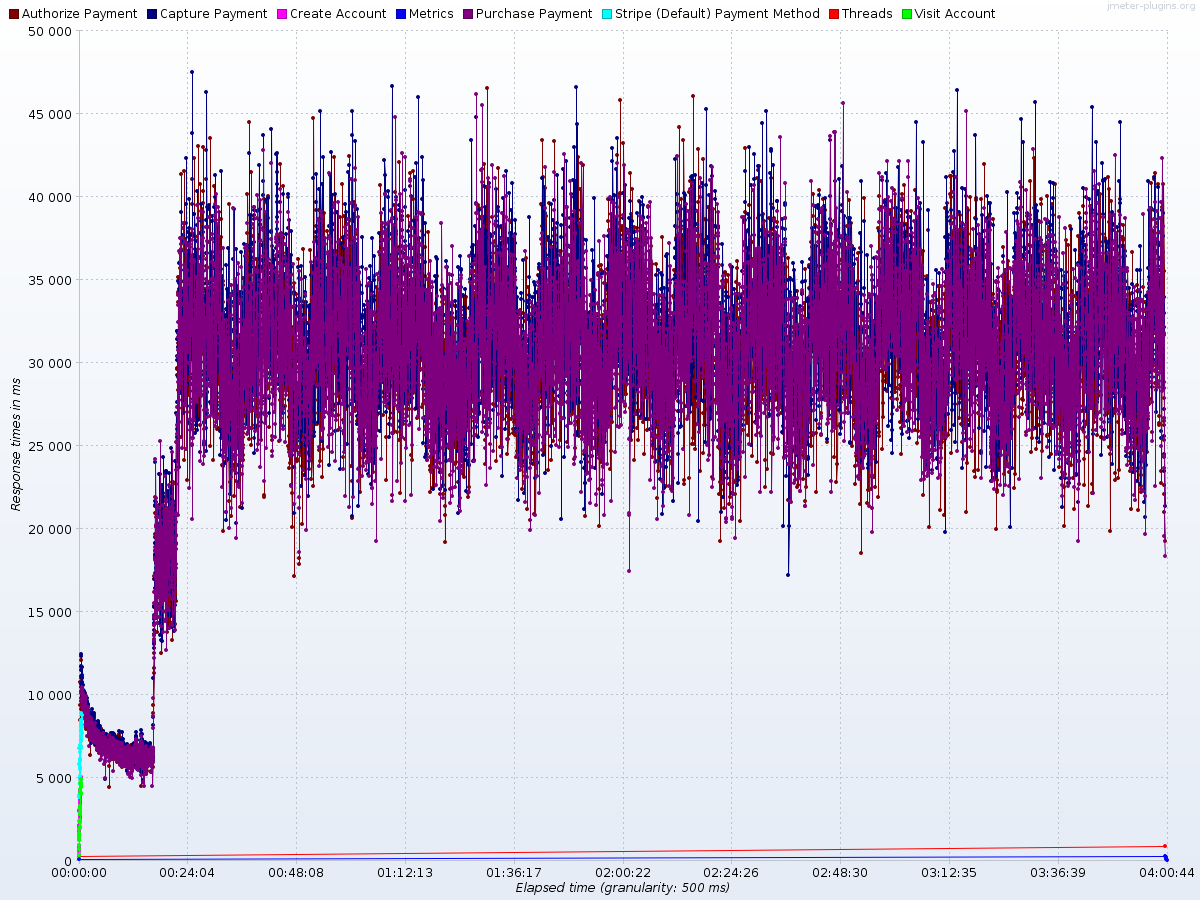 jmeter-plugins.org
Authorize Payment Capture Payment Create Account Metrics Purchase Payment Stripe (Default) Payment Method Threads Visit Account
50 000
45 000
40 000
35 000
30 000
25 000
20 000
15 000
10 000
5 000
0
Response times in ms
00:00:00 00:24:04 00:48:08 01:12:13 01:36:17 02:00:22 02:24:26 02:48:30 03:12:35 03:36:39 04:00:44
Elapsed time (granularity: 500 ms)